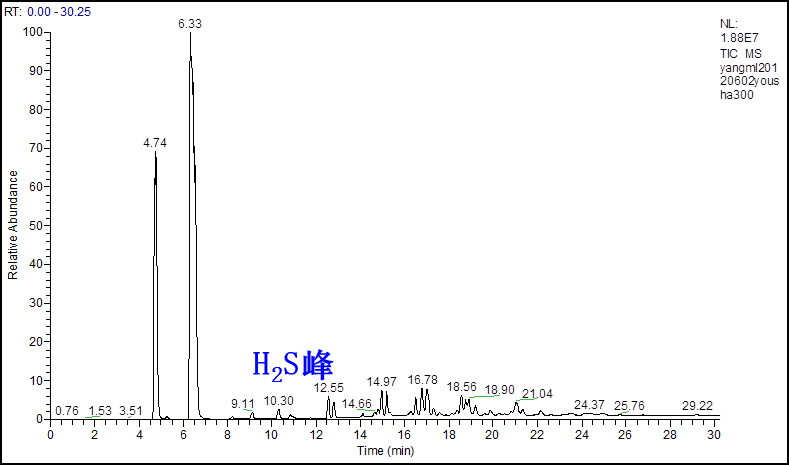 RT: 0.00 - 30.25
6.33
NL:
1.88E7
TIC MS
yangml201
20602yous
ha300
100
90
80
70
60
50
40
30
20
10
0
Relative Abundance
4.74
H₂S峰
0.76
1.53
3.51
9.11
10.30
12.55
14.66
14.97
16.78
18.56
18.90
21.04
24.37
25.76
29.22
0 2 4 6 8 10 12 14 16 18 20 22 24 26 28 30
Time (min)